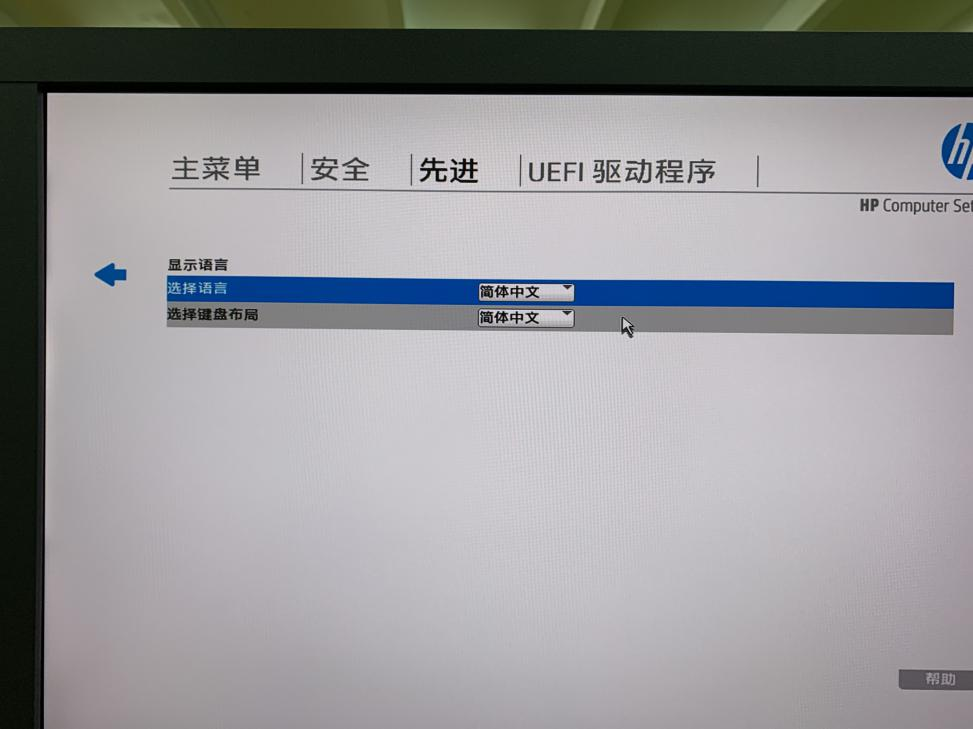 主菜单 安全 先进 UEFI 驱动程序
hp
HP Computer Set
显示语言
选择语言 简体中文
选择键盘布局 简体中文
帮助